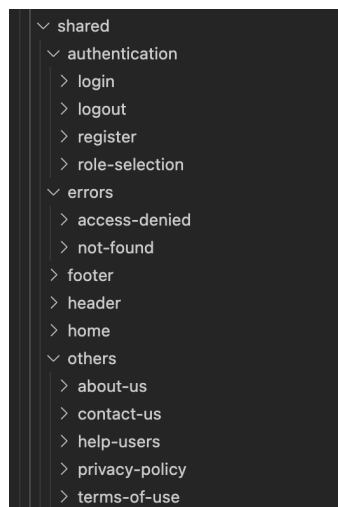 shared
authentication
login
logout
register
role-selection
errors
access-denied
not-found
footer
header
home
others
about-us
contact-us
help-users
privacy-policy
terms-of-use